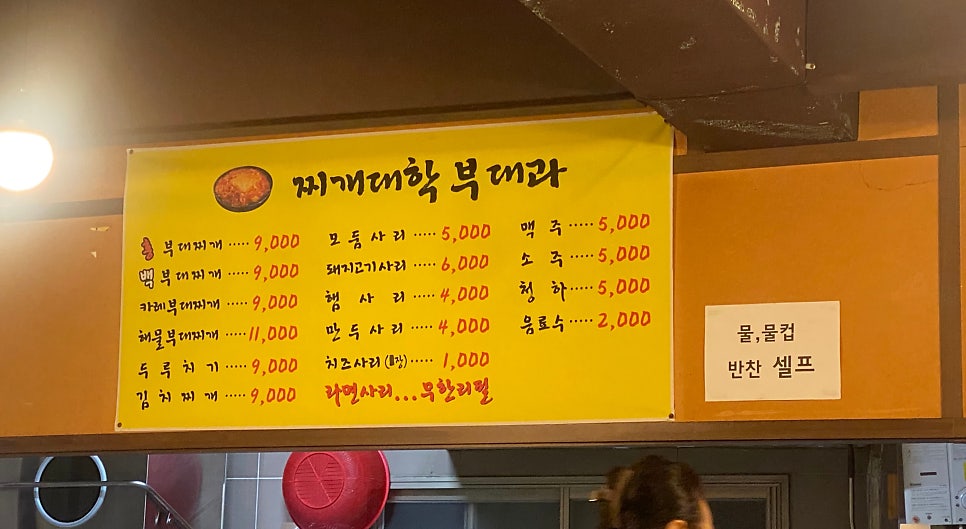 찌개대학 부대과
홍 부대찌개 ····· 9,000
백 부대찌개 ····· 9,000
카레부대찌개 ····· 9,000
해물부대찌개 ····· 11,000
두루치기 ····· 9,000
김치찌개 ····· 9,000
모둠사리 ····· 5,000
돼지고기사리 ····· 6,000
햄사리 ····· 4,000
만두사리 ····· 4,000
치즈사리 (2장) ····· 1,000
라면사리...무한리필
맥주 ····· 5,000
소주 ····· 5,000
청하 ····· 5,000
음료수 ····· 2,000
물,물컵
반찬 셀프